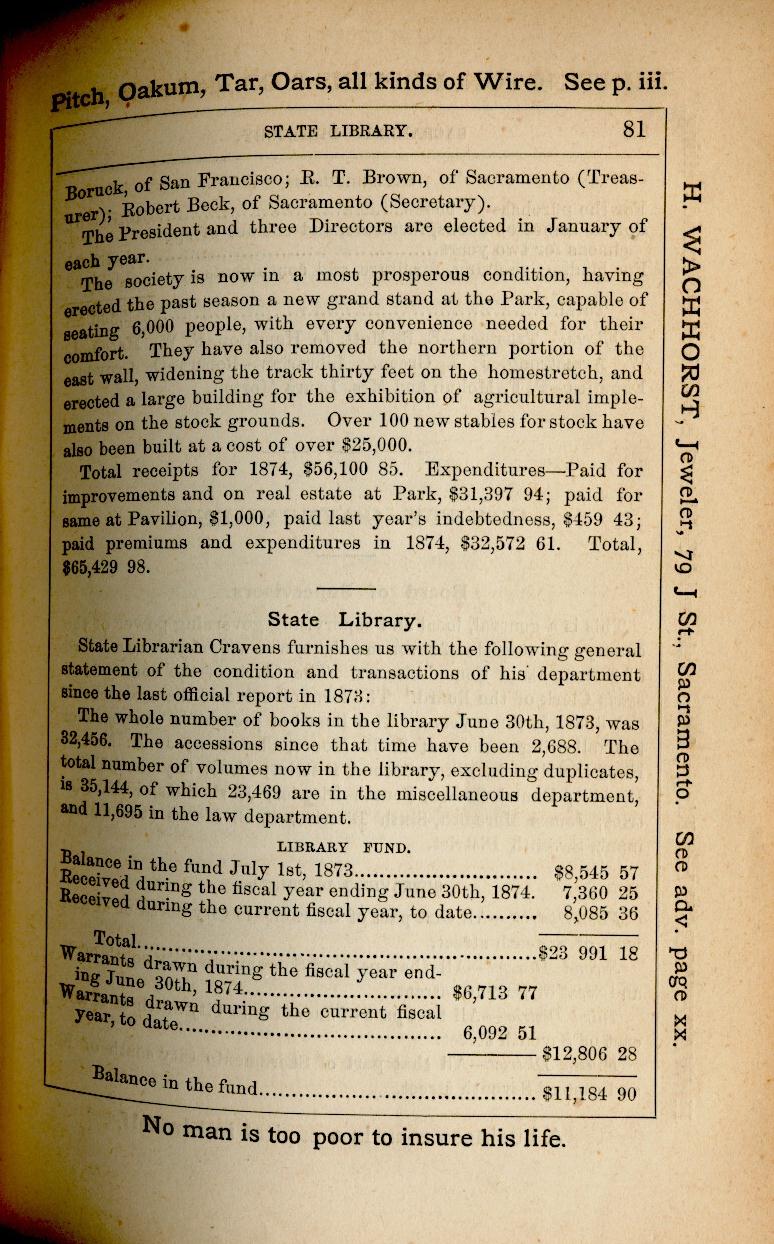 Pitch, Oakum, Tar, Oars, all kinds of Wire. See p. iii.
STATE LIBRARY. 81
Boruck, of San Francisco; R. T. Brown, of Sacramento (Treas-
urer); Robert Beck, of Sacramento (Secretary).
The President and three Directors are elected in January of
each year.
The society is now in a most prosperous condition, having
erected the past season a new grand stand at the Park, capable of
seating 6,000 people, with every convenience needed for their
comfort. They have also removed the northern portion of the
east wall, widening the track thirty feet on the homestretch, and
erected a large building for the exhibition of agricultural imple-
ments on the stock grounds. Over 100 new stables for stock have
also been built at a cost of over $25,000.
Total receipts for 1874, $56,100 85. Expenditures—Paid for
improvements and on real estate at Park, $31,397 94; paid for
same at Pavilion, $1,000, paid last year's indebtedness, $459 43;
paid premiums and expenditures in 1874, $32,572 61. Total,
$65,429 98.
State Library.
State Librarian Cravens furnishes us with the following general
statement of the condition and transactions of his department
since the last official report in 1873:
The whole number of books in the library June 30th, 1873, was
32,456. The accessions since that time have been 2,688. The
total number of volumes now in the library, excluding duplicates,
is 35,144, of which 23,469 are in the miscellaneous department,
and 11,695 in the law department.
LIBRARY FUND.
Balance in the fund July 1st, 1873.......................... $8,545 57
Received during the fiscal year ending June 30th, 1874. 7,360 25
Received during the current fiscal year, to date.......... 8,085 36
Total..........................................................$23 991 18
Warrants drawn during the fiscal year end-
ing June 30th, 1874............................. $6,713 77
Warrants drawn during the current fiscal
year, to date....................................... 6,092 51
$12,806 28
Balance in the fund........................................ $11,184 90
No man is too poor to insure his life.
H. WACHHORST, Jeweler, 79 J St., Sacramento. See adv. page xx.